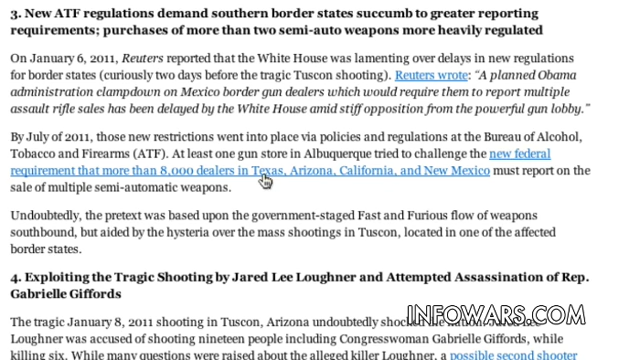 3. New ATF regulations demand southern border states succumb to greater reporting
requirements; purchases of more than two semi-auto weapons more heavily regulated
On January 6, 2011, Reuters reported that the White House was lamenting over delays in new regulations
for border states (curiously two days before the tragic Tuscon shooting). Reuters wrote: “A planned Obama
administration clampdown on Mexico border gun dealers which would require them to report multiple
assault rifle sales has been delayed by the White House amid stiff opposition from the powerful gun lobby.”
By July of 2011, those new restrictions went into place via policies and regulations at the Bureau of Alcohol,
Tobacco and Firearms (ATF). At least one gun store in Albuquerque tried to challenge the new federal
requirement that more than 8,000 dealers in Texas, Arizona, California, and New Mexico must report on the
sale of multiple semi-automatic weapons.
Undoubtedly, the pretext was based upon the government-staged Fast and Furious flow of weapons
southbound, but aided by the hysteria over the mass shootings in Tuscon, located in one of the affected
border states.
4. Exploiting the Tragic Shooting by Jared Lee Loughner and Attempted Assassination of Rep.
Gabrielle Giffords
The tragic January 8, 2011 shooting in Tuscon, Arizona undoubtedly shocked the nation. Jared Lee
INFOWARS.COM
Loughner was accused of shooting nineteen people including Congresswoman Gabrielle Giffords, while
killing six. While many questions were raised about the alleged killer Loughner, a possible second shooter